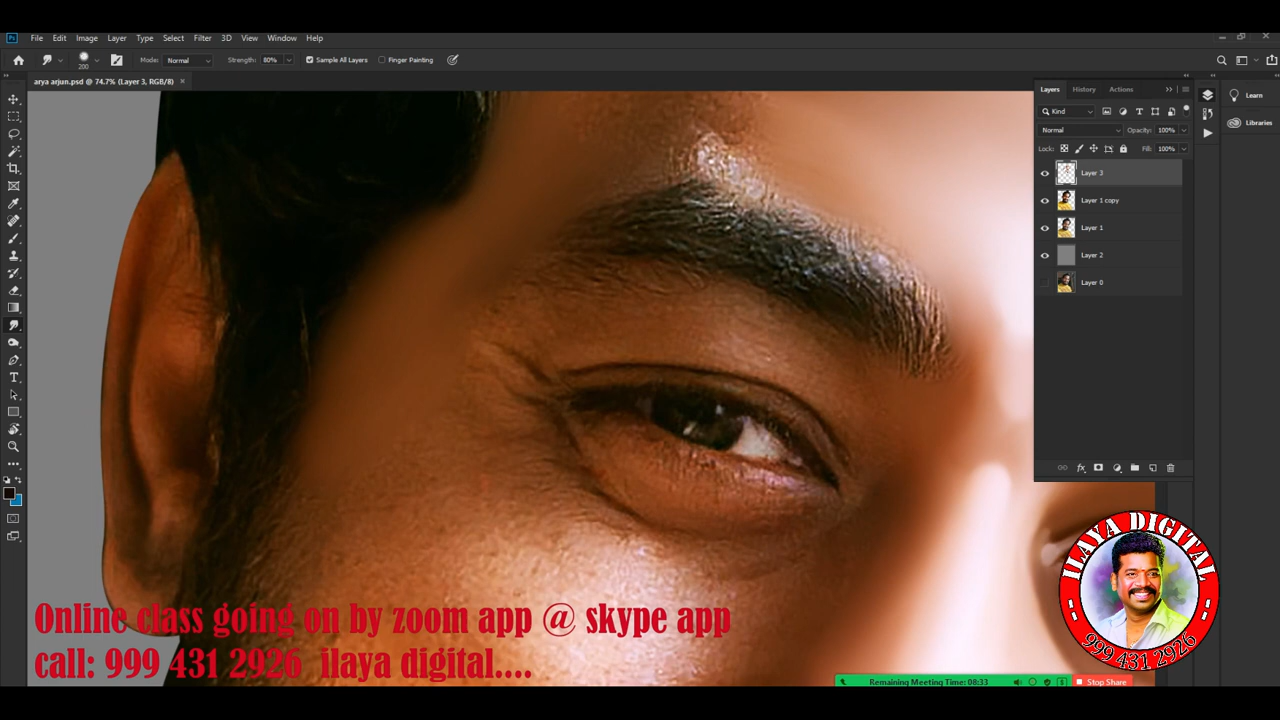 Ps File Edit Image Layer Type Select Filter 3D View Window Help
200 Mode: Normal Strength: 80% Sample All Layers Finger Painting
arya arjun.psd @ 74.7% (Layer 3, RGB/8) ×
Layers History Actions
Learn
Libraries
Kind
Normal Opacity: 100%
Lock: Fill: 100%
Layer 3
Layer 1 copy
Layer 1
Layer 2
Layer 0
fx
ILAYA DIGITAL
999 431 2926
Online class going on by zoom app @ skype app
call: 999 431 2926 ilaya digital....
Remaining Meeting Time: 08:33 Stop Share